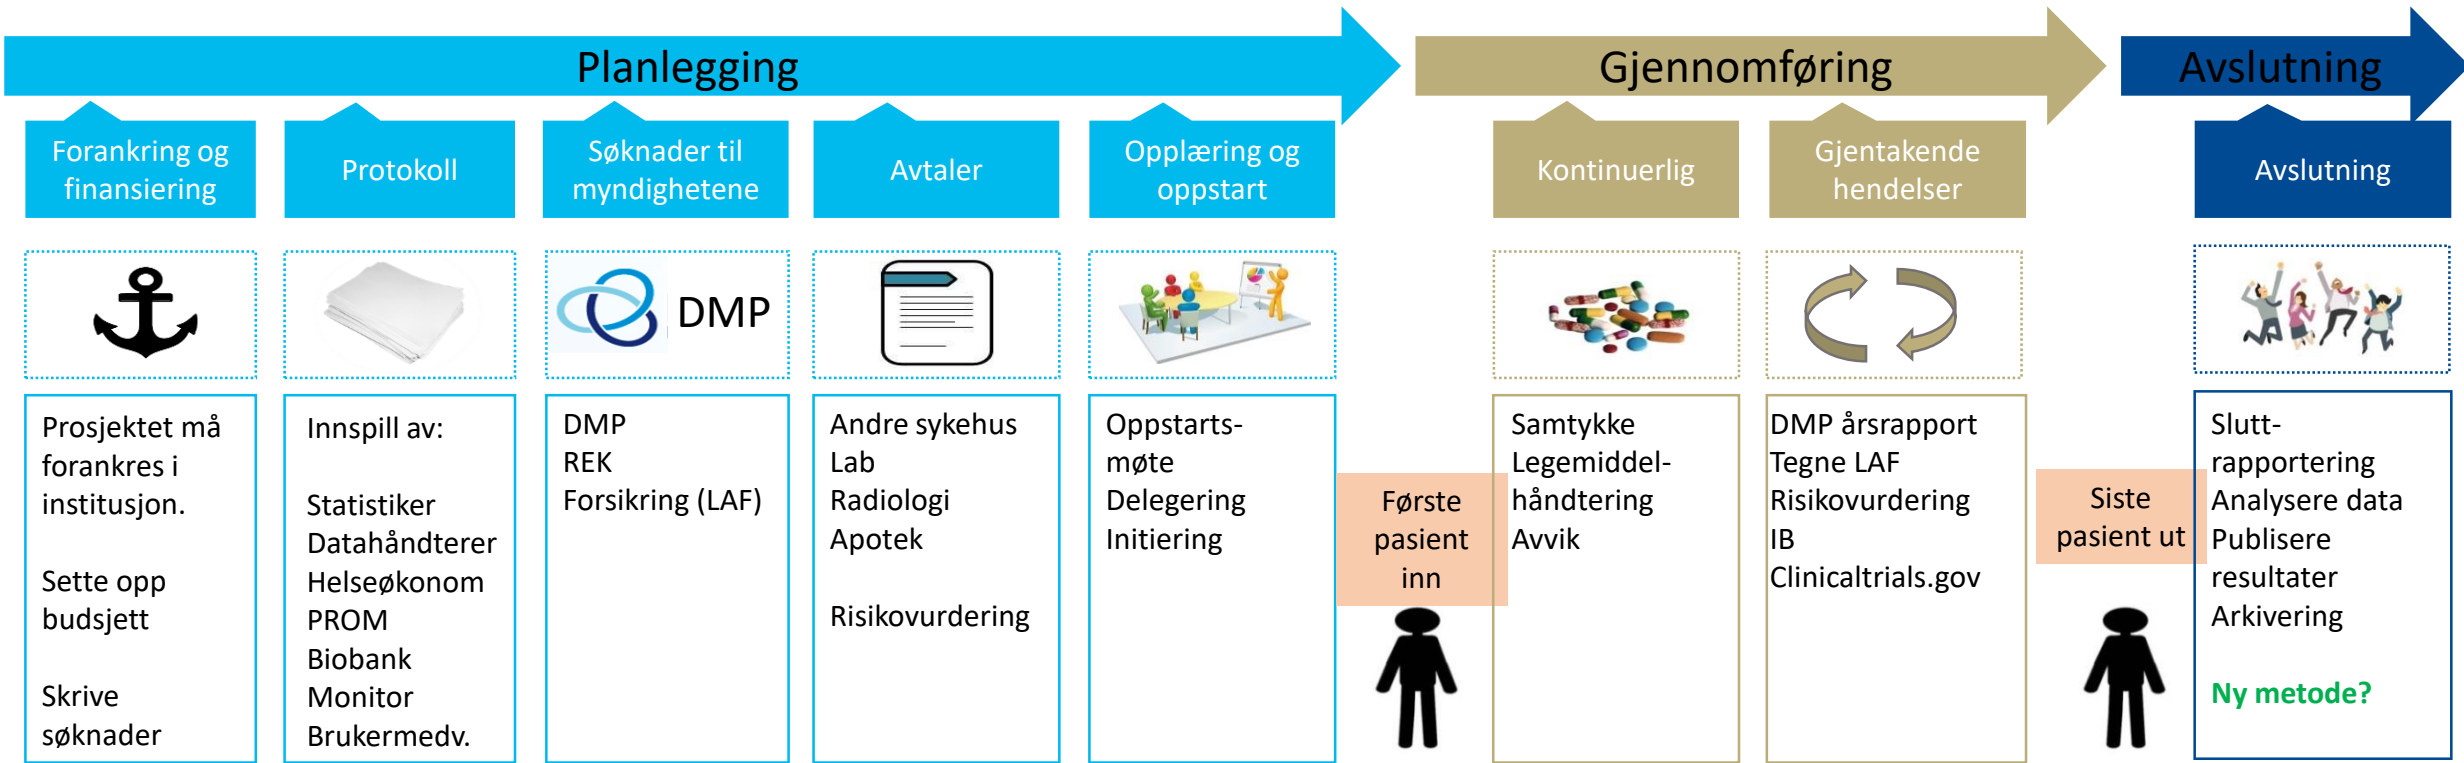 Planlegging
Gjennomføring
Avslutning
Forankring og
finansiering
Protokoll
Søknader til
myndighetene
Avtaler
Opplæring og
oppstart
Kontinuerlig
Gjentakende
hendelser
Avslutning
DMP
Prosjektet må
forankres i
institusjon.
Sette opp
budsjett
Skrive
søknader
Innspill av:
Statistiker
Datahåndterer
Helseøkonom
PROM
Biobank
Monitor
Brukermedv.
DMP
REK
Forsikring (LAF)
Andre sykehus
Lab
Radiologi
Apotek
Risikovurdering
Oppstarts-
møte
Delegering
Initiering
Første
pasient
inn
Samtykke
Legemiddel-
håndtering
Avvik
DMP årsrapport
Tegne LAF
Risikovurdering
IB
Clinicaltrials.gov
Siste
pasient ut
Slutt-
rapportering
Analysere data
Publisere
resultater
Arkivering
Ny metode?